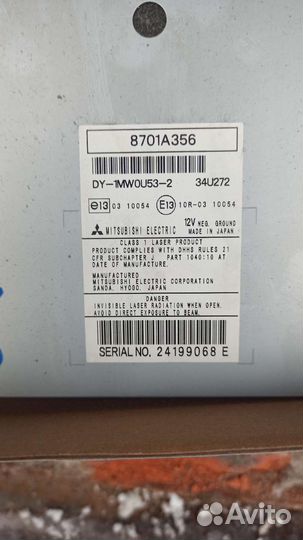 8701A356
DY-1MW0U53-2 34U272
e13 03 10054 E13 10R-03 10054
MITSUBISHI ELECTRIC 12V NEG. GROUND
MADE IN JAPAN
CLASS 1 LASER PRODUCT
PRODUCT COMPLIES WITH DHHS RULES 21
CFR SUBCHAPTER J PART 1040:10 AT
DATE OF MANUFACTURE.
MANUFACTURED
MITSUBISHI ELECTRIC CORPORATION
SANDA, HYOGO, JAPAN
DANGER
INVISIBLE LASER RADIATION WHEN OPEN.
AVOID DIRECT EXPOSURE TO BEAM.
SERIAL NO. 24199068 E
Avito